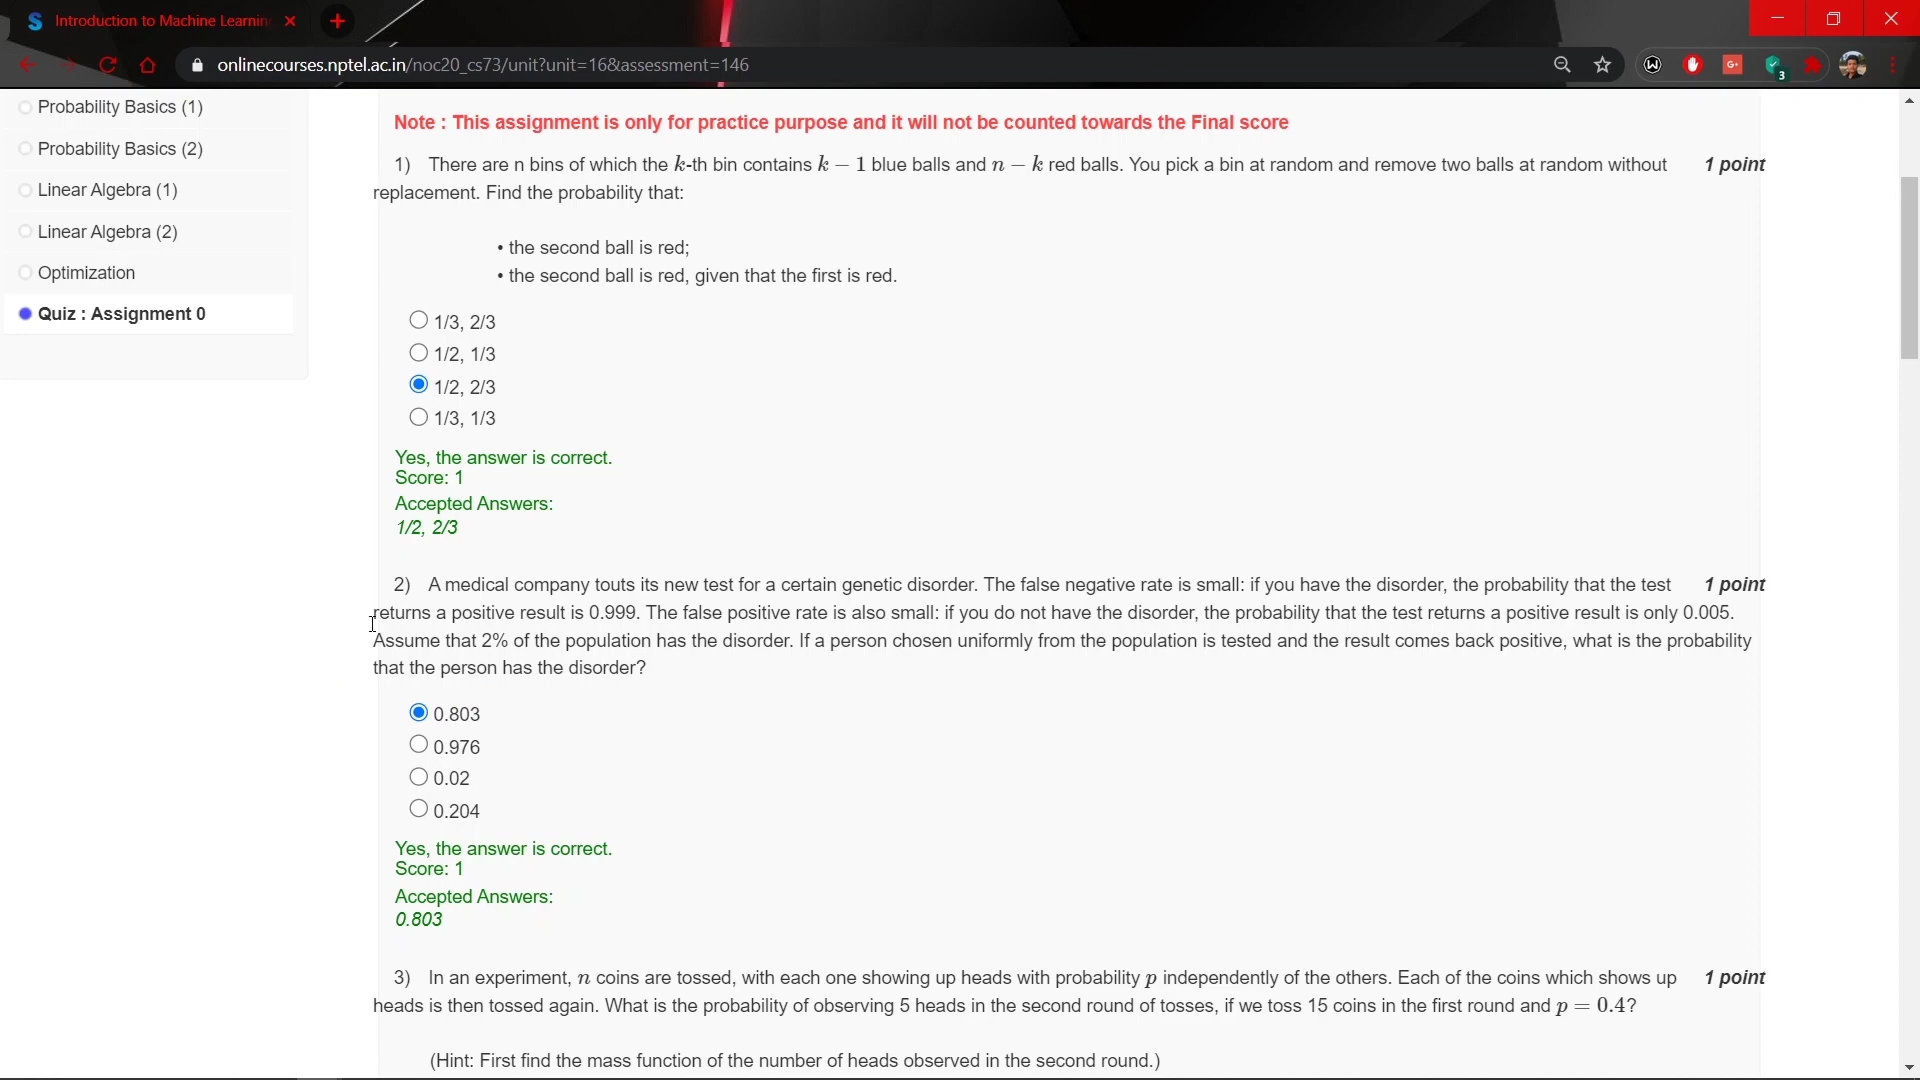 Introduction to Machine Learnin
onlinecourses.nptel.ac.in/noc20_cs73/unit?unit=16&assessment=146
G+
3
Probability Basics (1)
Probability Basics (2)
Linear Algebra (1)
Linear Algebra (2)
Optimization
Quiz : Assignment 0
Note : This assignment is only for practice purpose and it will not be counted towards the Final score
1) There are n bins of which the k-th bin contains k − 1 blue balls and n − k red balls. You pick a bin at random and remove two balls at random without 1 point
replacement. Find the probability that:
• the second ball is red;
• the second ball is red, given that the first is red.
1/3, 2/3
1/2, 1/3
1/2, 2/3
1/3, 1/3
Yes, the answer is correct.
Score: 1
Accepted Answers:
1/2, 2/3
2) A medical company touts its new test for a certain genetic disorder. The false negative rate is small: if you have the disorder, the probability that the test 1 point
returns a positive result is 0.999. The false positive rate is also small: if you do not have the disorder, the probability that the test returns a positive result is only 0.005.
Assume that 2% of the population has the disorder. If a person chosen uniformly from the population is tested and the result comes back positive, what is the probability
that the person has the disorder?
0.803
0.976
0.02
0.204
Yes, the answer is correct.
Score: 1
Accepted Answers:
0.803
3) In an experiment, n coins are tossed, with each one showing up heads with probability p independently of the others. Each of the coins which shows up 1 point
heads is then tossed again. What is the probability of observing 5 heads in the second round of tosses, if we toss 15 coins in the first round and p = 0.4?
(Hint: First find the mass function of the number of heads observed in the second round.)